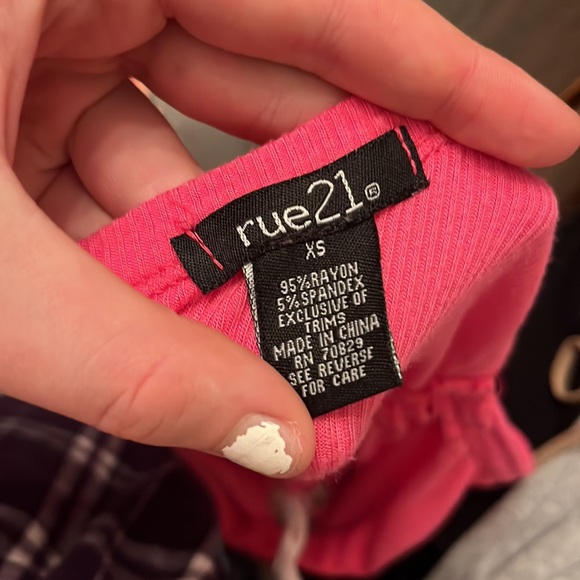 rue21®
XS
95%RAYON
5%SPANDEX
EXCLUSIVE OF
TRIMS
MADE IN CHINA
RN 70829
SEE REVERSE
FOR CARE